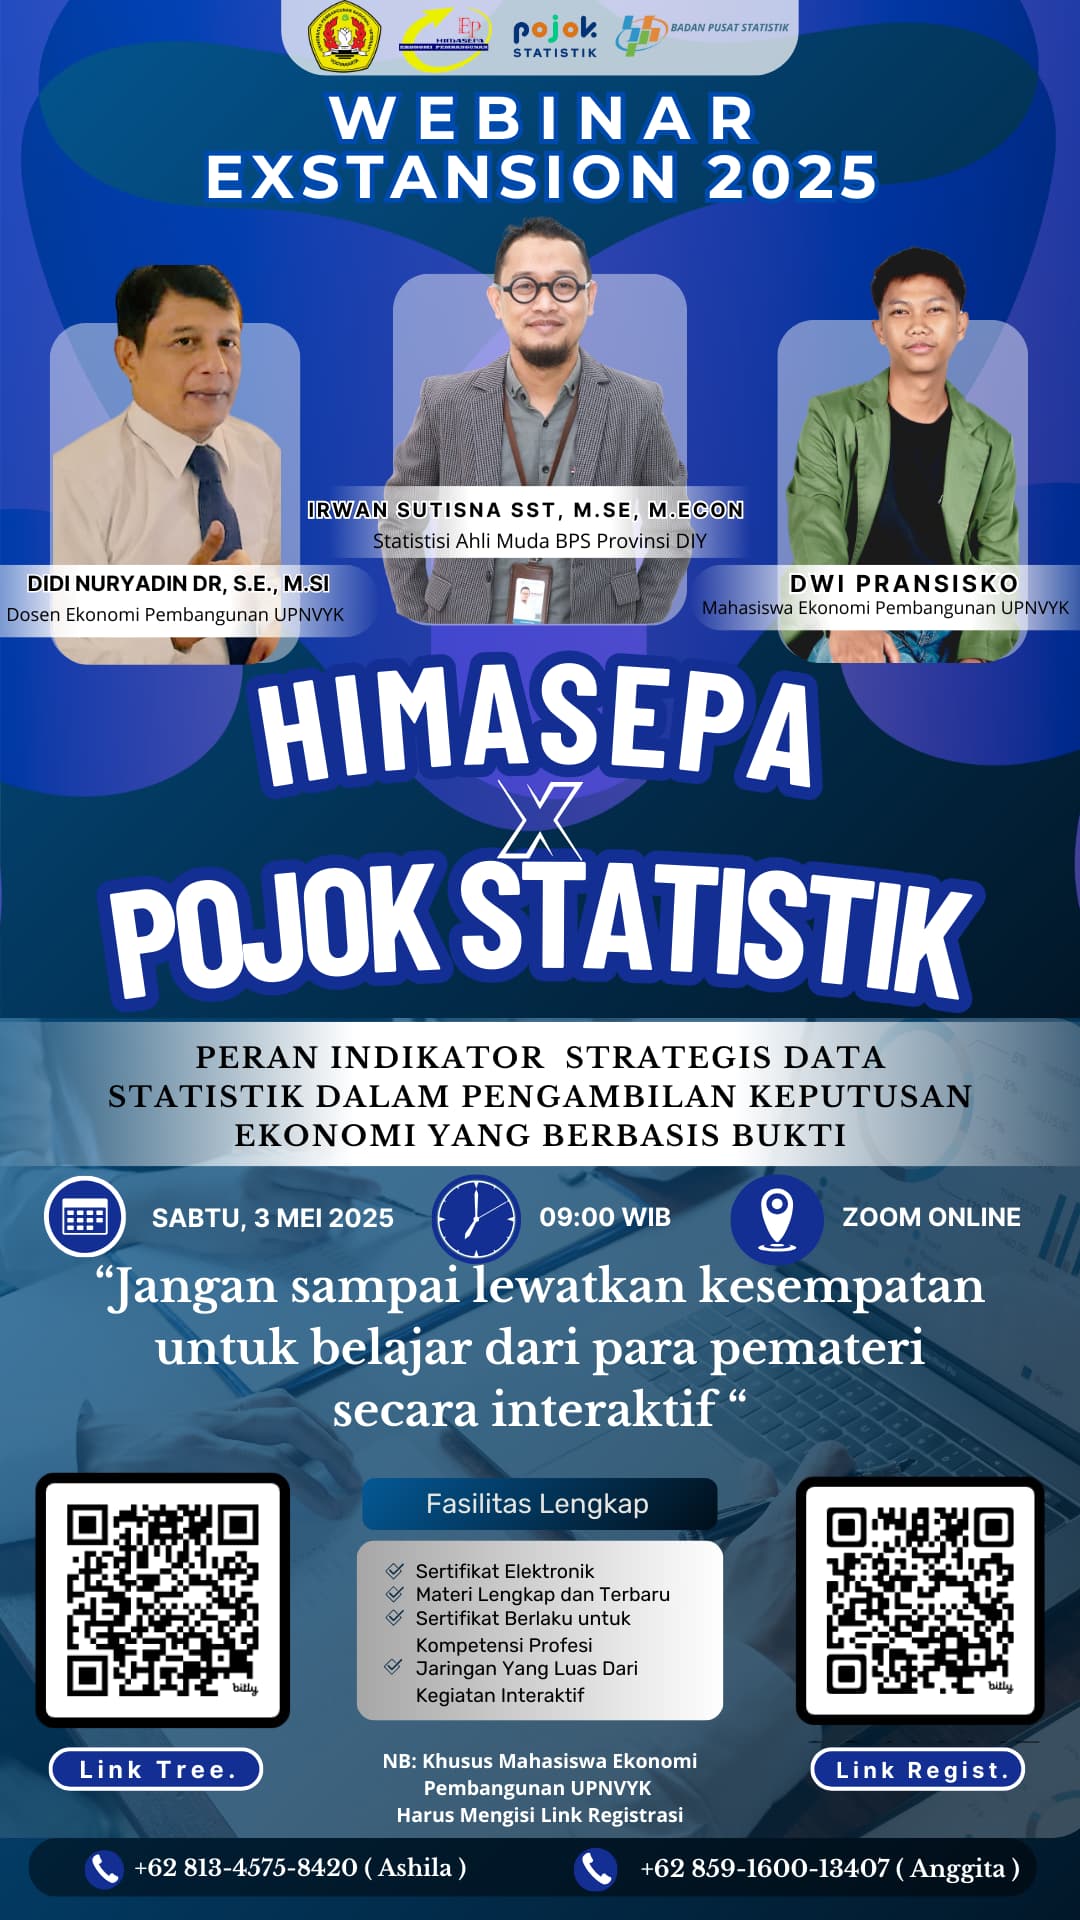 EP
HIMASEPA
EKONOMI PEMBANGUNAN
pojok
STATISTIK
BADAN PUSAT STATISTIK
WEBINAR
EXSTANSION 2025
IRWAN SUTISNA SST, M.SE, M.ECON
Statistisi Ahli Muda BPS Provinsi DIY
DIDI NURYADIN DR, S.E., M.SI
Dosen Ekonomi Pembangunan UPNVYK
DWI PRANSISKO
Mahasiswa Ekonomi Pembangunan UPNVYK
HIMASEPA
X
POJOK STATISTIK
PERAN INDIKATOR STRATEGIS DATA
STATISTIK DALAM PENGAMBILAN KEPUTUSAN
EKONOMI YANG BERBASIS BUKTI
SABTU, 3 MEI 2025
09:00 WIB
ZOOM ONLINE
“Jangan sampai lewatkan kesempatan
untuk belajar dari para pemateri
secara interaktif “
Fasilitas Lengkap
Sertifikat Elektronik
Materi Lengkap dan Terbaru
Sertifikat Berlaku untuk
Kompetensi Profesi
Jaringan Yang Luas Dari
Kegiatan Interaktif
bitly
bitly
Link Tree.
Link Regist.
NB: Khusus Mahasiswa Ekonomi
Pembangunan UPNVYK
Harus Mengisi Link Registrasi
+62 813-4575-8420 ( Ashila )
+62 859-1600-13407 ( Anggita )